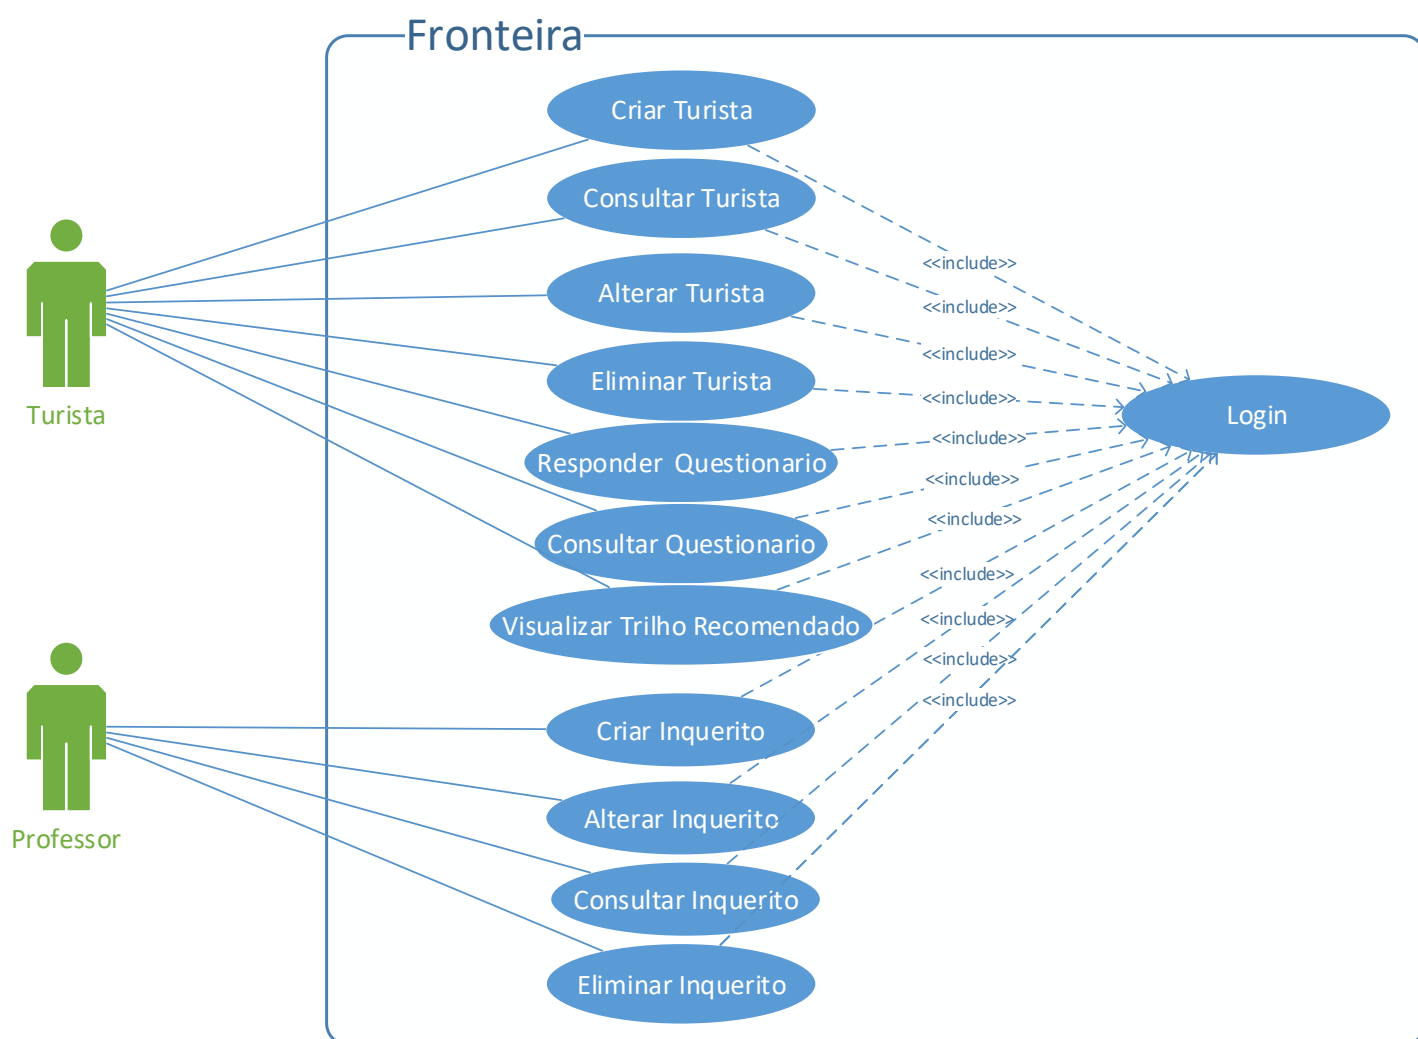 Fronteira
Criar Turista
Consultar Turista
<<include>>
Alterar Turista
<<include>>
<<include>>
Eliminar Turista
<<include>>
Turista
Login
<<include>>
Responder Questionario
<<include>>
<<include>>
Consultar Questionario
<<include>>
Visualizar Trilho Recomendado
<<include>>
<<include>>
<<include>>
Criar Inquerito
Alterar Inquerito
Professor
Consultar Inquerito
Eliminar Inquerito